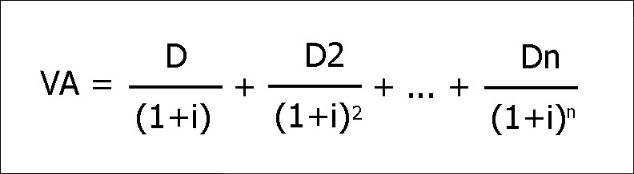 VA = D/(1+i) + D2/(1+i)² + ... + Dn/(1+i)ⁿ